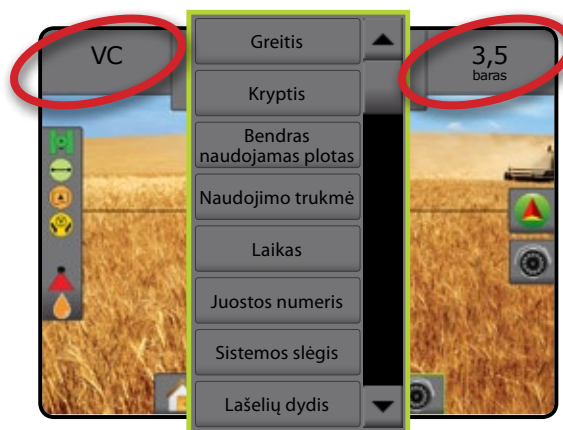 VC
Greitis
Kryptis
Bendras
naudojamas plotas
Naudojimo trukmė
Laikas
Juostos numeris
Sistemos slėgis
Lašelių dydis
3,5
baras